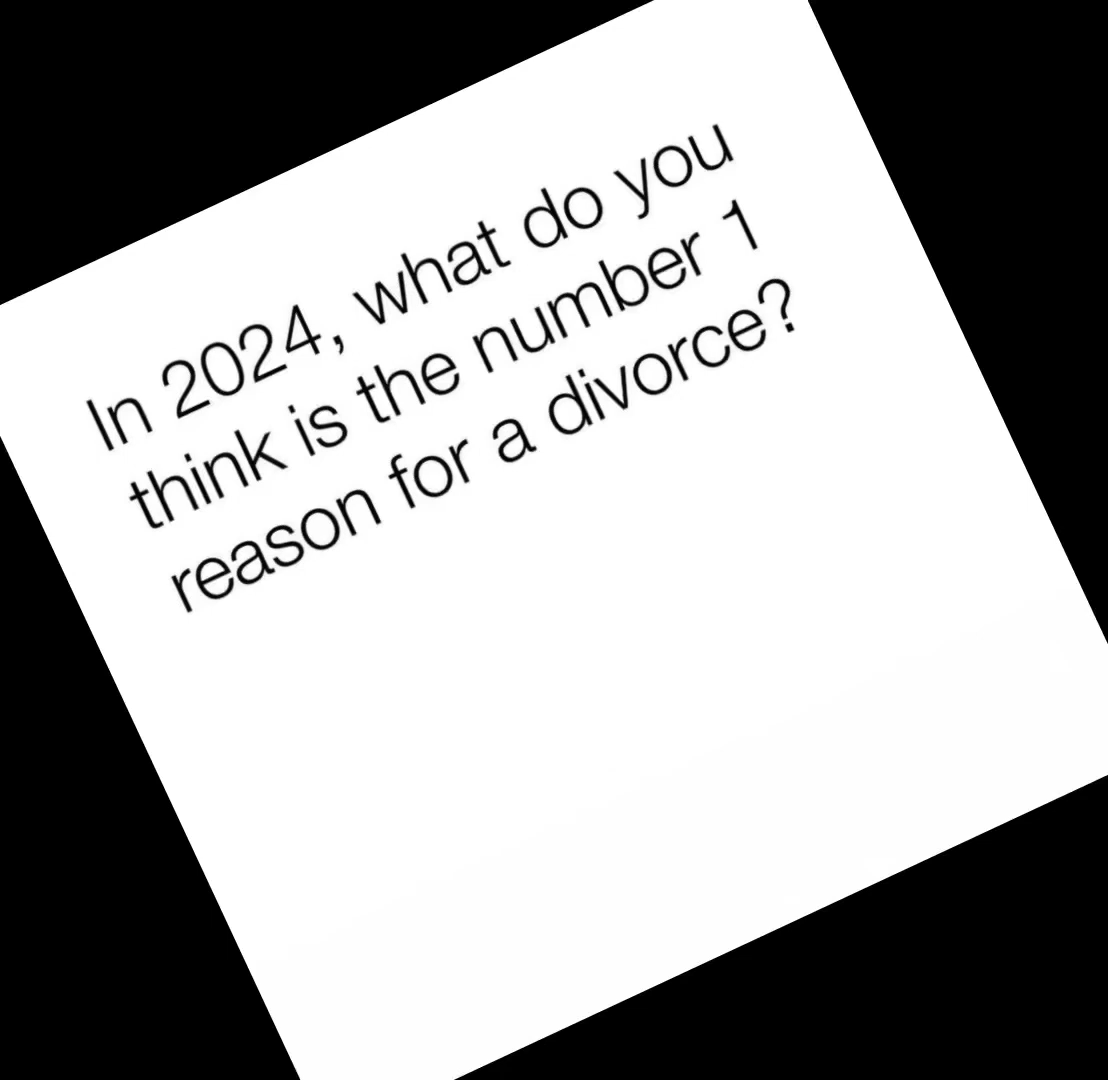 In 2024, what do you
think is the number 1
reason for a divorce?